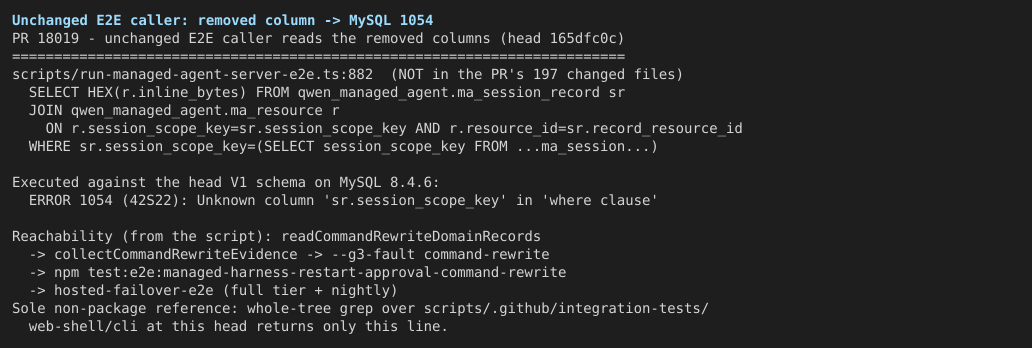 Unchanged E2E caller: removed column -> MySQL 1054
PR 18019 - unchanged E2E caller reads the removed columns (head 165dfc0c)
=========================================================================
scripts/run-managed-agent-server-e2e.ts:882  (NOT in the PR's 197 changed files)
  SELECT HEX(r.inline_bytes) FROM qwen_managed_agent.ma_session_record sr
  JOIN qwen_managed_agent.ma_resource r
    ON r.session_scope_key=sr.session_scope_key AND r.resource_id=sr.record_resource_id
  WHERE sr.session_scope_key=(SELECT session_scope_key FROM ...ma_session...)

Executed against the head V1 schema on MySQL 8.4.6:
  ERROR 1054 (42S22): Unknown column 'sr.session_scope_key' in 'where clause'

Reachability (from the script): readCommandRewriteDomainRecords
  -> collectCommandRewriteEvidence -> --g3-fault command-rewrite
  -> npm test:e2e:managed-harness-restart-approval-command-rewrite
  -> hosted-failover-e2e (full tier + nightly)
Sole non-package reference: whole-tree grep over scripts/.github/integration-tests/
  web-shell/cli at this head returns only this line.